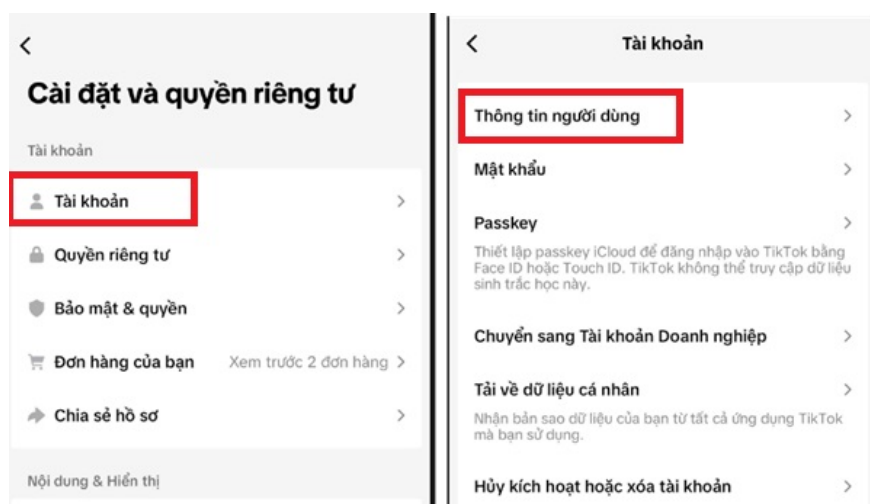 Cài đặt và quyền riêng tư
Tài khoản
Tài khoản
Quyền riêng tư
Bảo mật & quyền
Đơn hàng của bạn Xem trước 2 đơn hàng
Chia sẻ hồ sơ
Nội dung & Hiển thị
Tài khoản
Thông tin người dùng
Mật khẩu
Passkey
Thiết lập passkey iCloud để đăng nhập vào TikTok bằng
Face ID hoặc Touch ID. TikTok không thể truy cập dữ liệu
sinh trắc học này.
Chuyển sang Tài khoản Doanh nghiệp
Tải về dữ liệu cá nhân
Nhận bản sao dữ liệu của bạn từ tất cả ứng dụng TikTok
mà bạn sử dụng.
Hủy kích hoạt hoặc xóa tài khoản